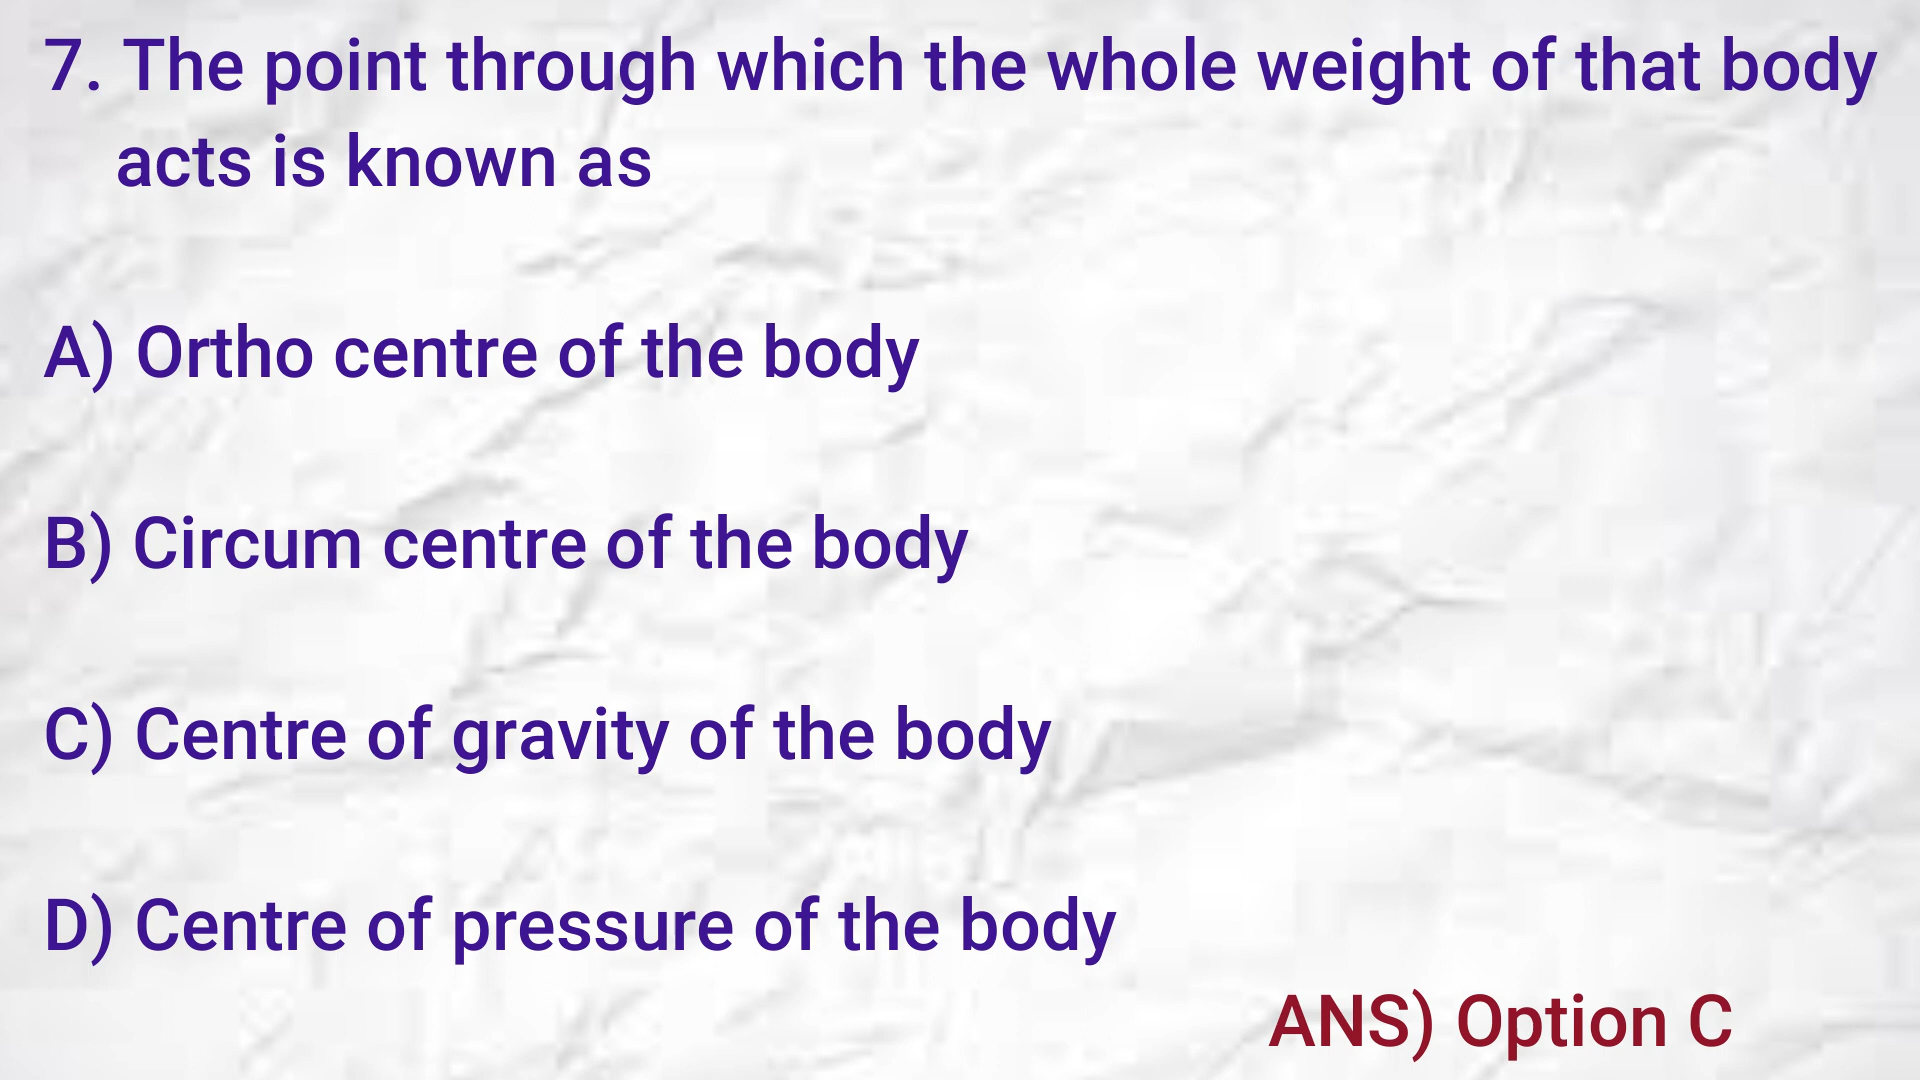 7. The point through which the whole weight of that body
acts is known as
A) Ortho centre of the body
B) Circum centre of the body
C) Centre of gravity of the body
D) Centre of pressure of the body
ANS) Option C